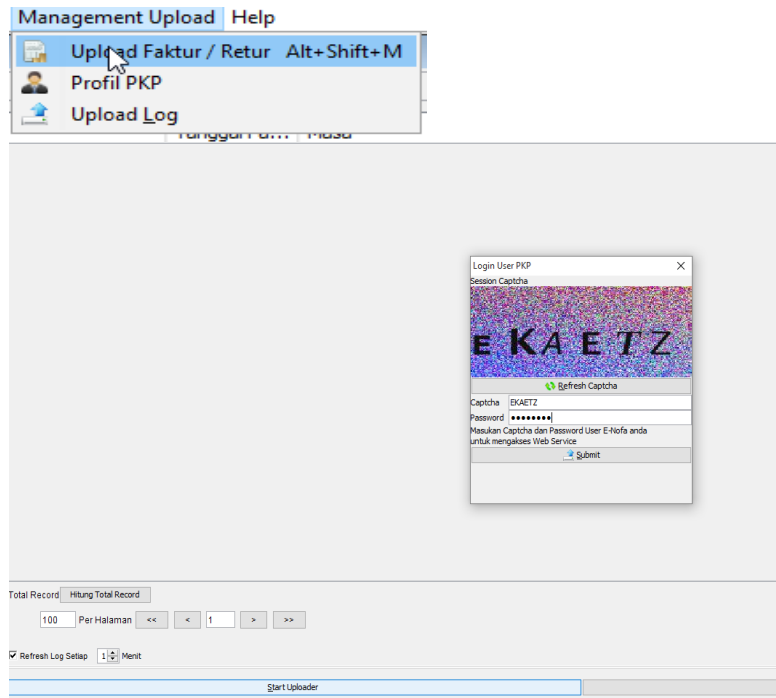 Management Upload Help
Upload Faktur / Retur Alt+Shift+M
Profil PKP
Upload Log
Masa
Login User PKP
Session Captcha
E K A E T Z
Refresh Captcha
Captcha EKAETZ
Password ••••••••
Masukan Captcha dan Password User E-Nofa anda
untuk mengakses Web Service
Submit
Total Record Hitung Total Record
100 Per Halaman << < 1 > >>
Refresh Log Setiap 1 Menit
Start Uploader